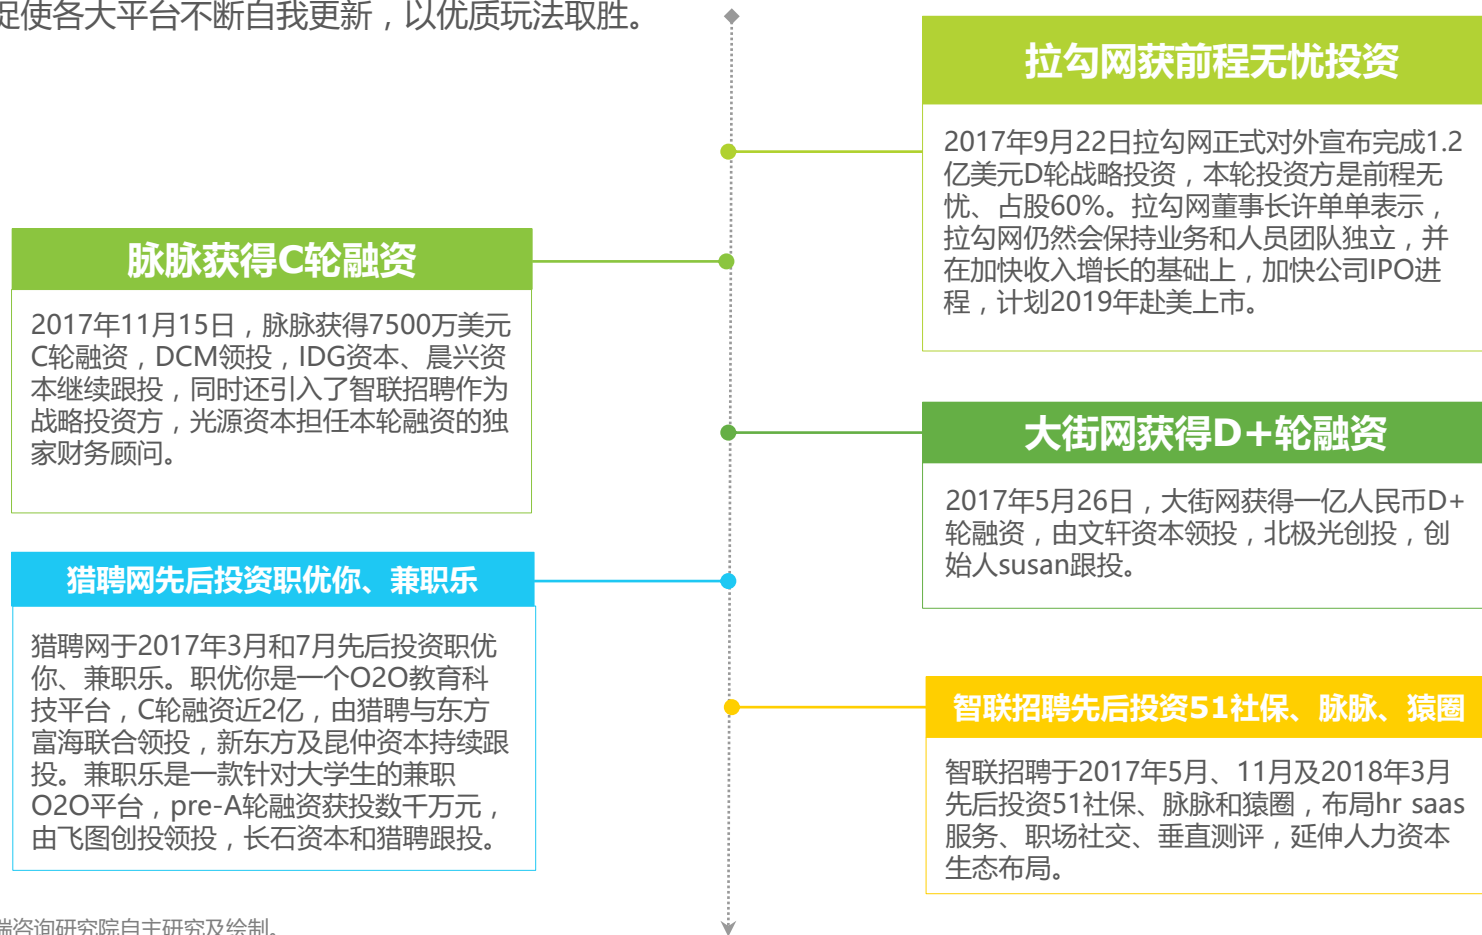 促使各大平台不断自我更新，以优质玩法取胜。
拉勾网获前程无忧投资
2017年9月22日拉勾网正式对外宣布完成1.2
亿美元D轮战略投资，本轮投资方是前程无
忧、占股60%。拉勾网董事长许单单表示，
拉勾网仍然会保持业务和人员团队独立，并
在加快收入增长的基础上，加快公司IPO进
程，计划2019年赴美上市。
脉脉获得C轮融资
2017年11月15日，脉脉获得7500万美元
C轮融资，DCM领投，IDG资本、晨兴资
本继续跟投，同时还引入了智联招聘作为
战略投资方，光源资本担任本轮融资的独
家财务顾问。
大街网获得D+轮融资
2017年5月26日，大街网获得一亿人民币D+
轮融资，由文轩资本领投，北极光创投，创
始人susan跟投。
猎聘网先后投资职优你、兼职乐
猎聘网于2017年3月和7月先后投资职优
你、兼职乐。职优你是一个O2O教育科
技平台，C轮融资近2亿，由猎聘与东方
富海联合领投，新东方及昆仲资本持续跟
投。兼职乐是一款针对大学生的兼职
O2O平台，pre-A轮融资获投数千万元，
由飞图创投领投，长石资本和猎聘跟投。
智联招聘先后投资51社保、脉脉、猿圈
智联招聘于2017年5月、11月及2018年3月
先后投资51社保、脉脉和猿圈，布局hr saas
服务、职场社交、垂直测评，延伸人力资本
生态布局。
瑞咨询研究院自主研究及绘制。